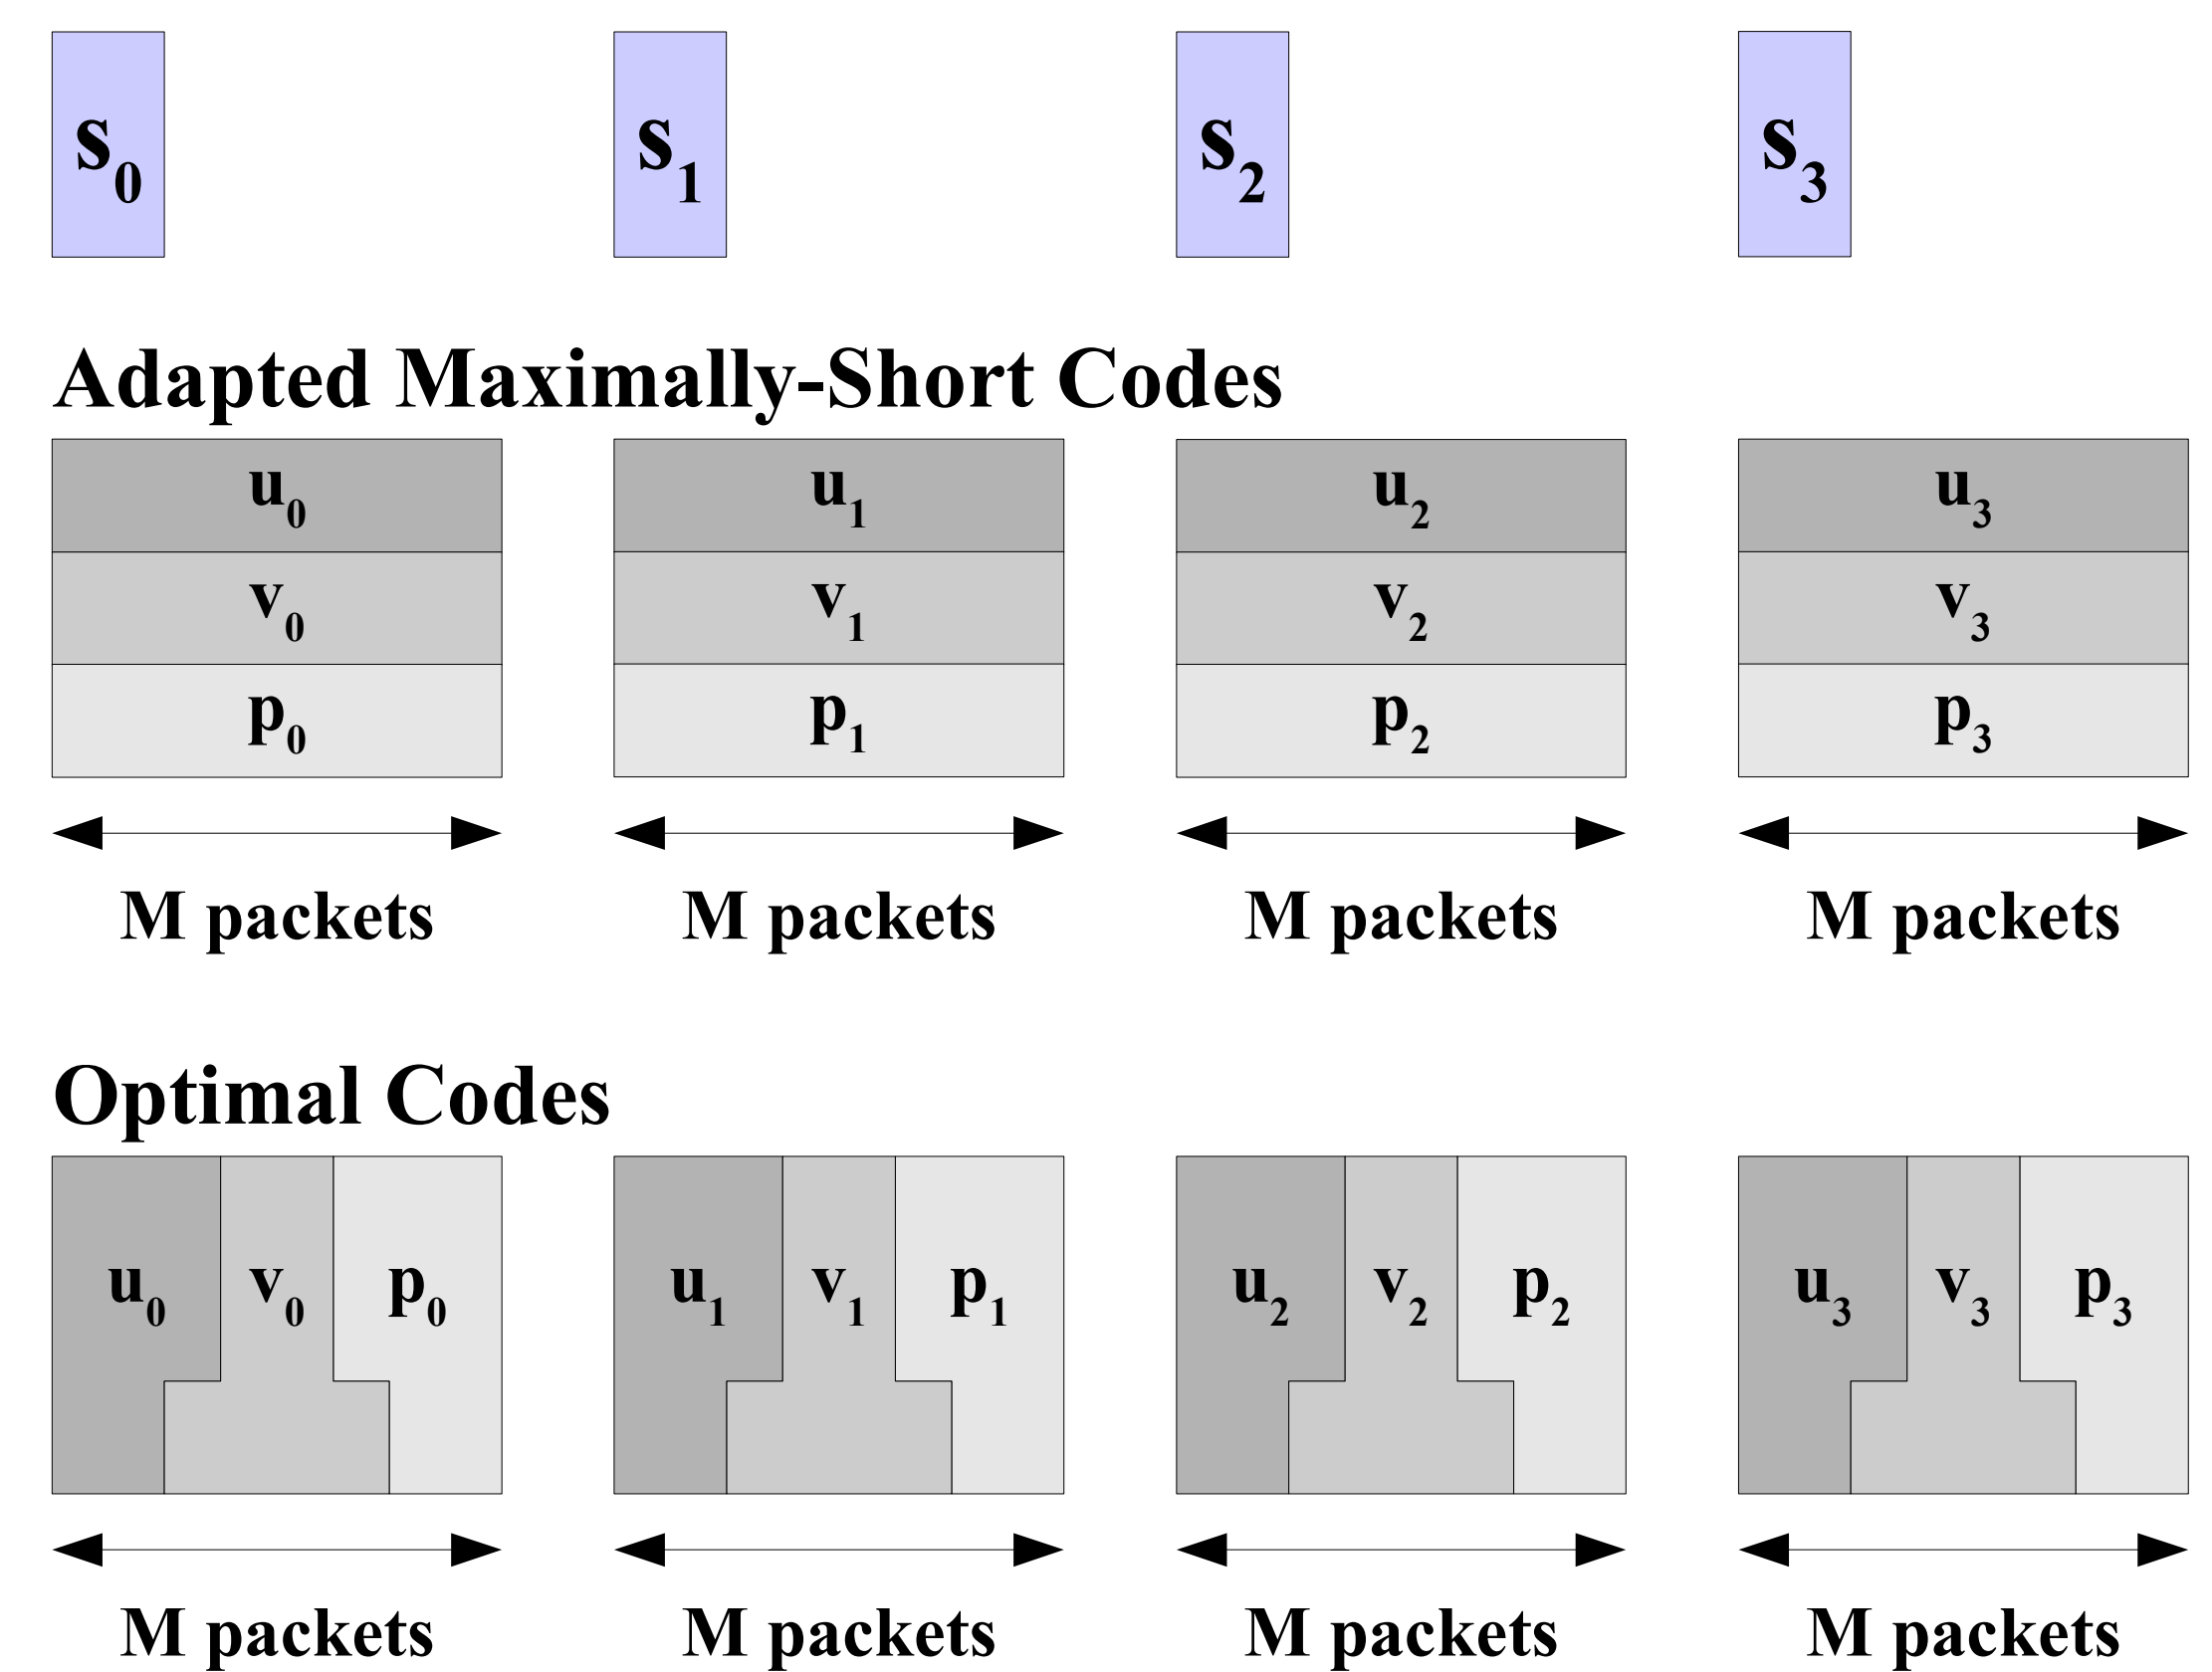 s0 s1 s2 s3
Adapted Maximally-Short Codes
u0 u1 u2 u3
v0 v1 v2 v3
p0 p1 p2 p3
M packets M packets M packets M packets
Optimal Codes
u0 v0 p0 u1 v1 p1 u2 v2 p2 u3 v3 p3
M packets M packets M packets M packets